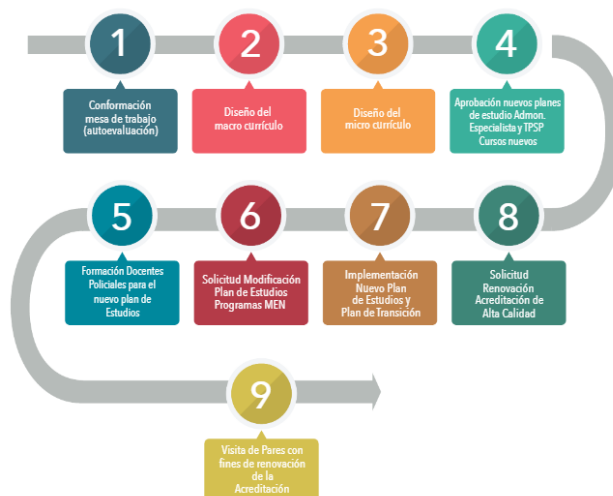 1
Conformación
mesa de trabajo
(autoevaluación)
2
Diseño del
macro currículo
3
Diseño del
micro currículo
4
Aprobación nuevos planes
de estudio Admon.
Especialista y TPSP
Cursos nuevos
5
Formación Docentes
Policiales para el
nuevo plan de
Estudios
6
Solicitud Modificación
Plan de Estudios
Programas MEN
7
Implementación
Nuevo Plan
de Estudios y
Plan de Transición
8
Solicitud
Renovación
Acreditación de
Alta Calidad
9
Visita de Pares con
fines de renovación
de la
Acreditación